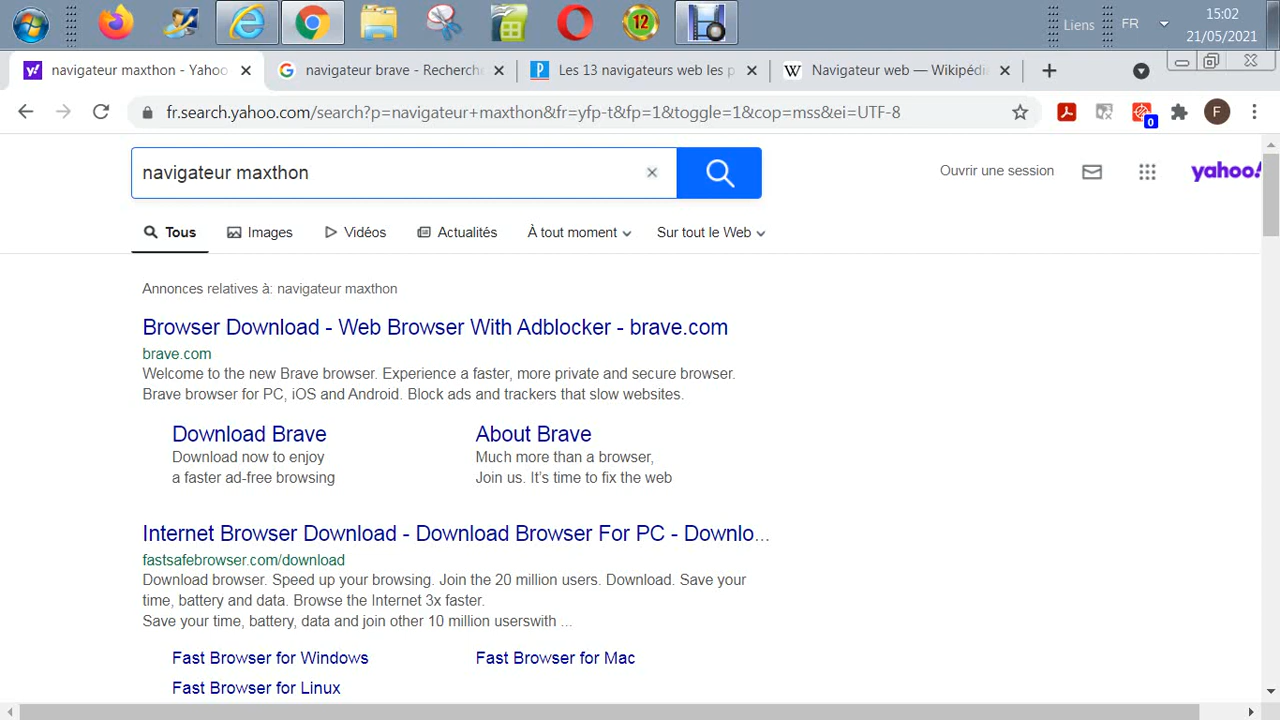 12
Liens
FR
15:02
21/05/2021
navigateur maxthon - Yahoo
navigateur brave - Recherche
Les 13 navigateurs web les p
W Navigateur web — Wikipédi
fr.search.yahoo.com/search?p=navigateur+maxthon&fr=yfp-t&fp=1&toggle=1&cop=mss&ei=UTF-8
0
F
navigateur maxthon
Ouvrir une session
yahoo!
Tous
Images
Vidéos
Actualités
À tout moment
Sur tout le Web
Annonces relatives à: navigateur maxthon
Browser Download - Web Browser With Adblocker - brave.com
brave.com
Welcome to the new Brave browser. Experience a faster, more private and secure browser.
Brave browser for PC, iOS and Android. Block ads and trackers that slow websites.
Download Brave
About Brave
Download now to enjoy
a faster ad-free browsing
Much more than a browser,
Join us. It's time to fix the web
Internet Browser Download - Download Browser For PC - Downlo...
fastsafebrowser.com/download
Download browser. Speed up your browsing. Join the 20 million users. Download. Save your
time, battery and data. Browse the Internet 3x faster.
Save your time, battery, data and join other 10 million userswith ...
Fast Browser for Windows
Fast Browser for Mac
Fast Browser for Linux